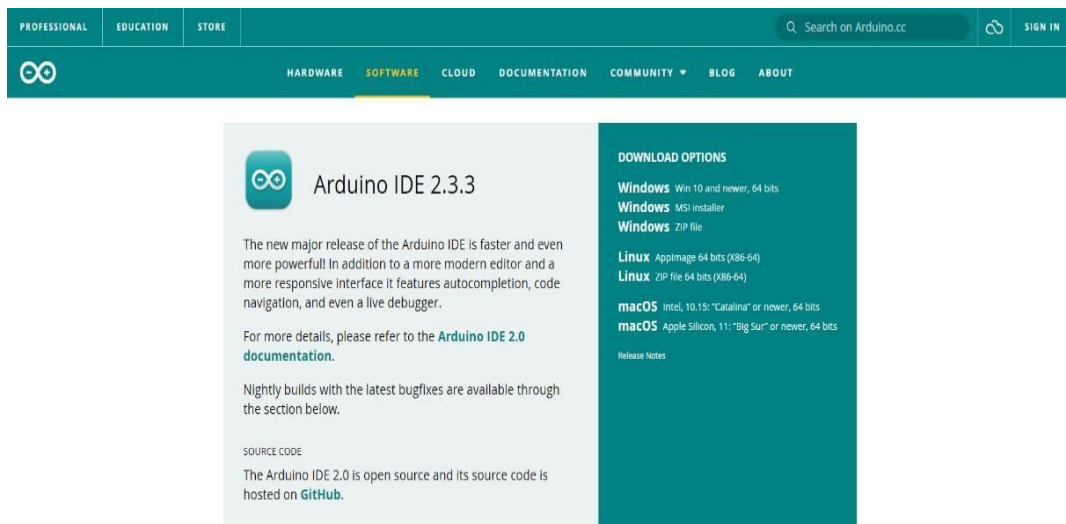 PROFESSIONAL EDUCATION STORE Search on Arduino.cc SIGN IN
HARDWARE SOFTWARE CLOUD DOCUMENTATION COMMUNITY BLOG ABOUT
Arduino IDE 2.3.3
The new major release of the Arduino IDE is faster and even
more powerful! In addition to a more modern editor and a
more responsive interface it features autocompletion, code
navigation, and even a live debugger.
For more details, please refer to the Arduino IDE 2.0
documentation.
Nightly builds with the latest bugfixes are available through
the section below.
SOURCE CODE
The Arduino IDE 2.0 is open source and its source code is
hosted on GitHub.
DOWNLOAD OPTIONS
Windows Win 10 and newer, 64 bits
Windows MSI installer
Windows ZIP file
Linux AppImage 64 bits (X86-64)
Linux ZIP file 64 bits (X86-64)
macOS Intel, 10.15: "Catalina" or newer, 64 bits
macOS Apple Silicon, 11: "Big Sur" or newer, 64 bits
Release Notes